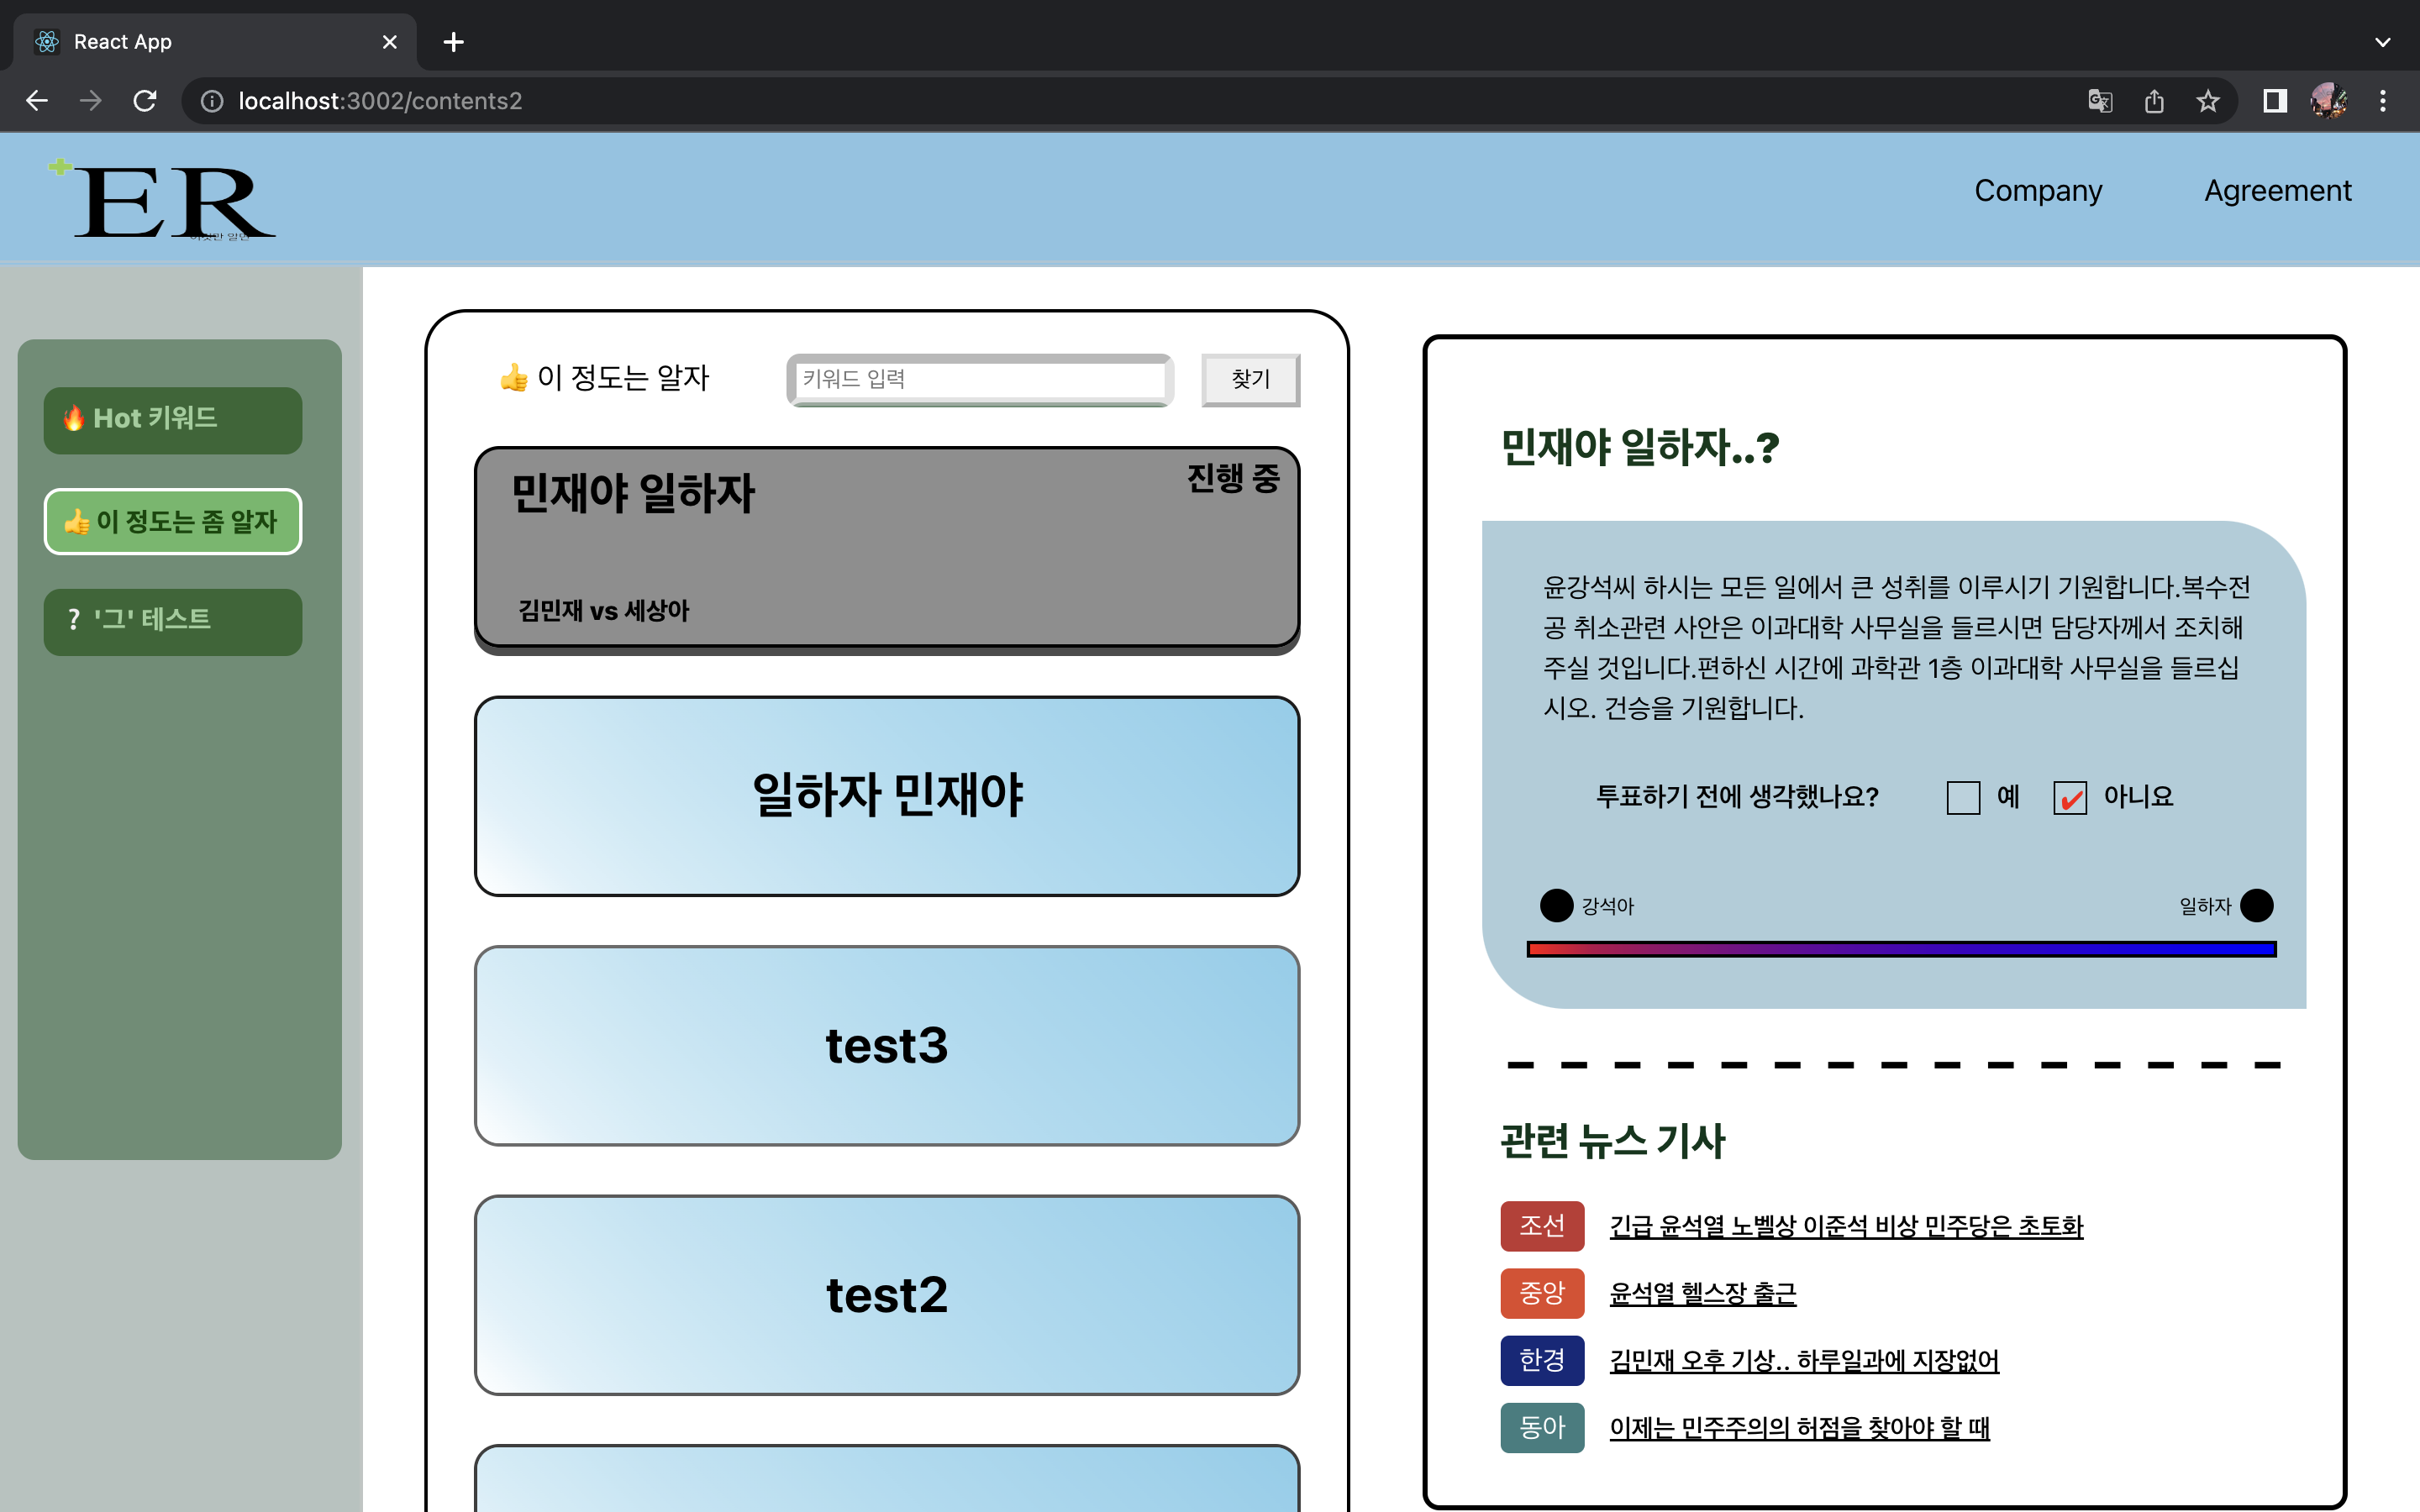 React App
localhost:3002/contents2
ER
Company
Agreement
🔥 Hot 키워드
👍 이 정도는 좀 알자
❔ '그' 테스트
👍 이 정도는 알자
키워드 입력
찾기
민재야 일하자
진행 중
김민재 vs 세상아
일하자 민재야
test3
test2
민재야 일하자..?
윤강석씨 하시는 모든 일에서 큰 성취를 이루시기 기원합니다.복수전
공 취소관련 사안은 이과대학 사무실을 들르시면 담당자께서 조치해
주실 것입니다.편하신 시간에 과학관 1층 이과대학 사무실을 들르십
시오. 건승을 기원합니다.
투표하기 전에 생각했나요?
예
✔ 아니요
강석아
일하자
관련 뉴스 기사
조선 긴급 윤석열 노벨상 이준석 비상 민주당은 초토화
중앙 윤석열 헬스장 출근
한경 김민재 오후 기상.. 하루일과에 지장없어
동아 이제는 민주주의의 허점을 찾아야 할 때